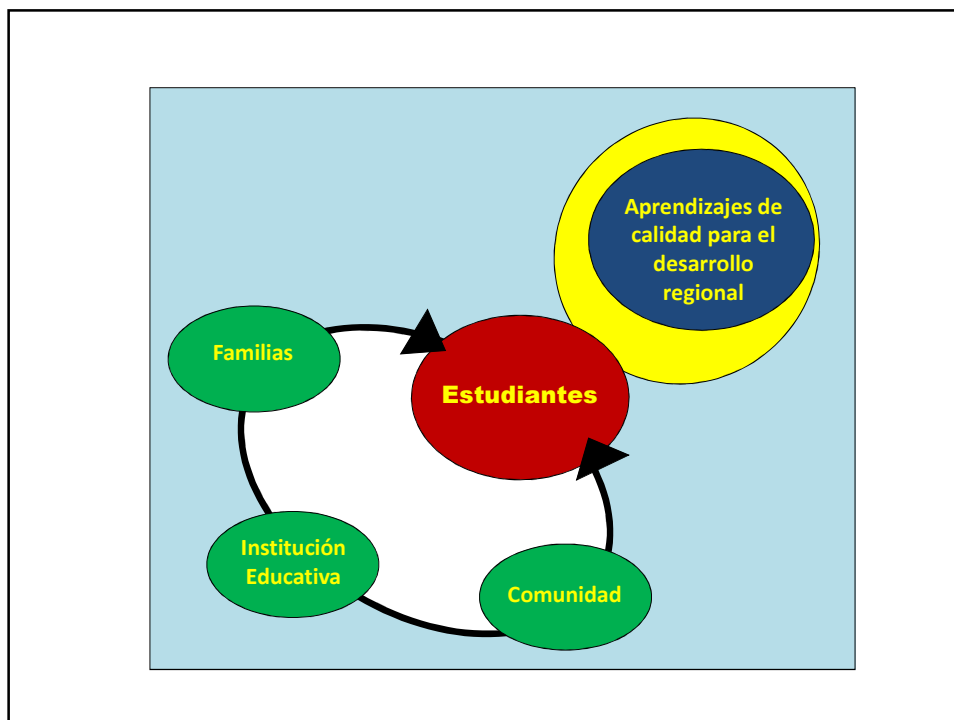 Aprendizajes de
calidad para el
desarrollo
regional
Familias
Estudiantes
Institución
Educativa
Comunidad